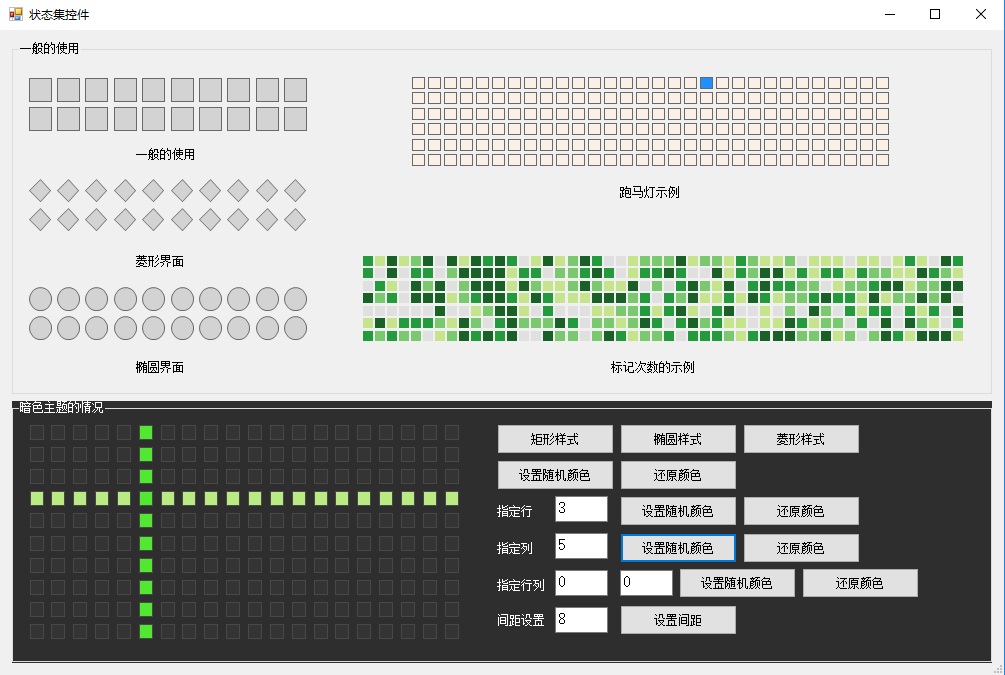 状态集控件
一般的使用
一般的使用
跑马灯示例
菱形界面
椭圆界面
标记次数的示例
暗色主题的情况
矩形样式 椭圆样式 菱形样式
设置随机颜色 还原颜色
指定行 3 设置随机颜色 还原颜色
指定列 5 设置随机颜色 还原颜色
指定行列 0 0 设置随机颜色 还原颜色
间距设置 8 设置间距